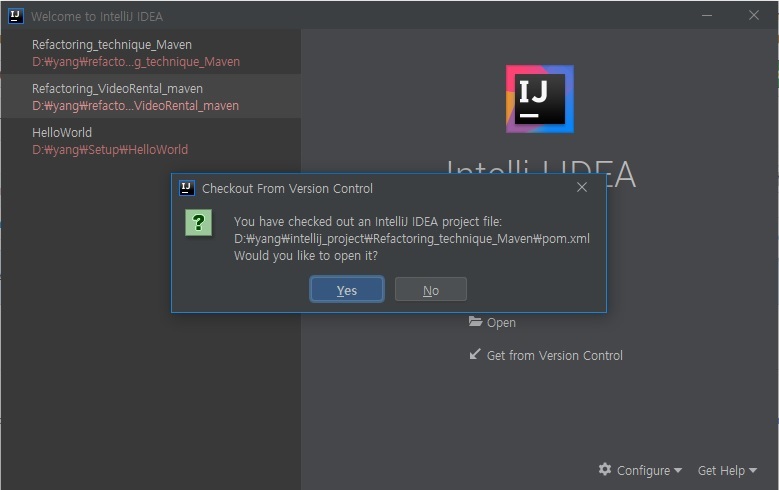 Welcome to IntelliJ IDEA
Refactoring_technique_Maven
D:₩yang₩refacto...g_technique_Maven
Refactoring_VideoRental_maven
D:₩yang₩refacto...VideoRental_maven
HelloWorld
D:₩yang₩Setup₩HelloWorld
IJ
IntelliJ IDEA
IJ
Checkout From Version Control
?
You have checked out an IntelliJ IDEA project file:
D:₩yang₩intellij_project₩Refactoring_technique_Maven₩pom.xml
Would you like to open it?
Yes
No
Open
Get from Version Control
Configure
Get Help